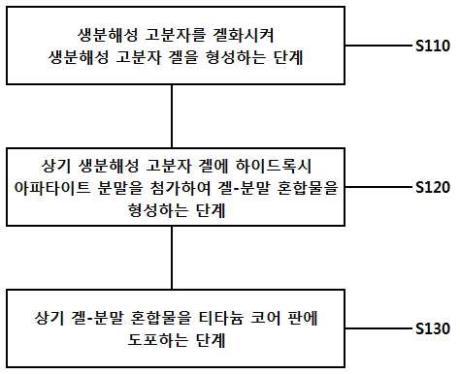 생분해성 고분자를 겔화시켜
생분해성 고분자 겔을 형성하는 단계
S110
상기 생분해성 고분자 겔에 하이드록시
아파타이트 분말을 첨가하여 겔-분말 혼합물을
형성하는 단계
S120
상기 겔-분말 혼합물을 티타늄 코어 판에
도포하는 단계
S130